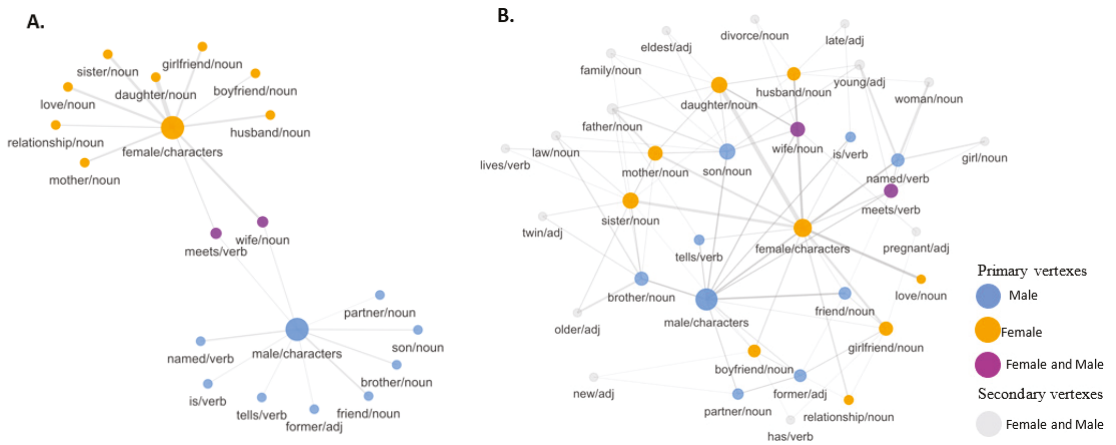 A.
sister/noun
girlfriend/noun
daughter/noun
boyfriend/noun
love/noun
husband/noun
relationship/noun
female/characters
mother/noun
wife/noun
meets/verb
partner/noun
son/noun
male/characters
named/verb
brother/noun
is/verb
tells/verb
friend/noun
former/adj
B.
divorce/noun
late/adj
eldest/adj
family/noun
young/adj
husband/noun
woman/noun
daughter/noun
father/noun
wife/noun
is/verb
law/noun
girl/noun
lives/verb
mother/noun
son/noun
named/verb
meets/verb
sister/noun
twin/adj
female/characters
pregnant/adj
tells/verb
brother/noun
love/noun
friend/noun
older/adj
male/characters
girlfriend/noun
boyfriend/noun
new/adj
former/adj
partner/noun
relationship/noun
has/verb
Primary vertexes
Male
Female
Female and Male
Secondary vertexes
Female and Male